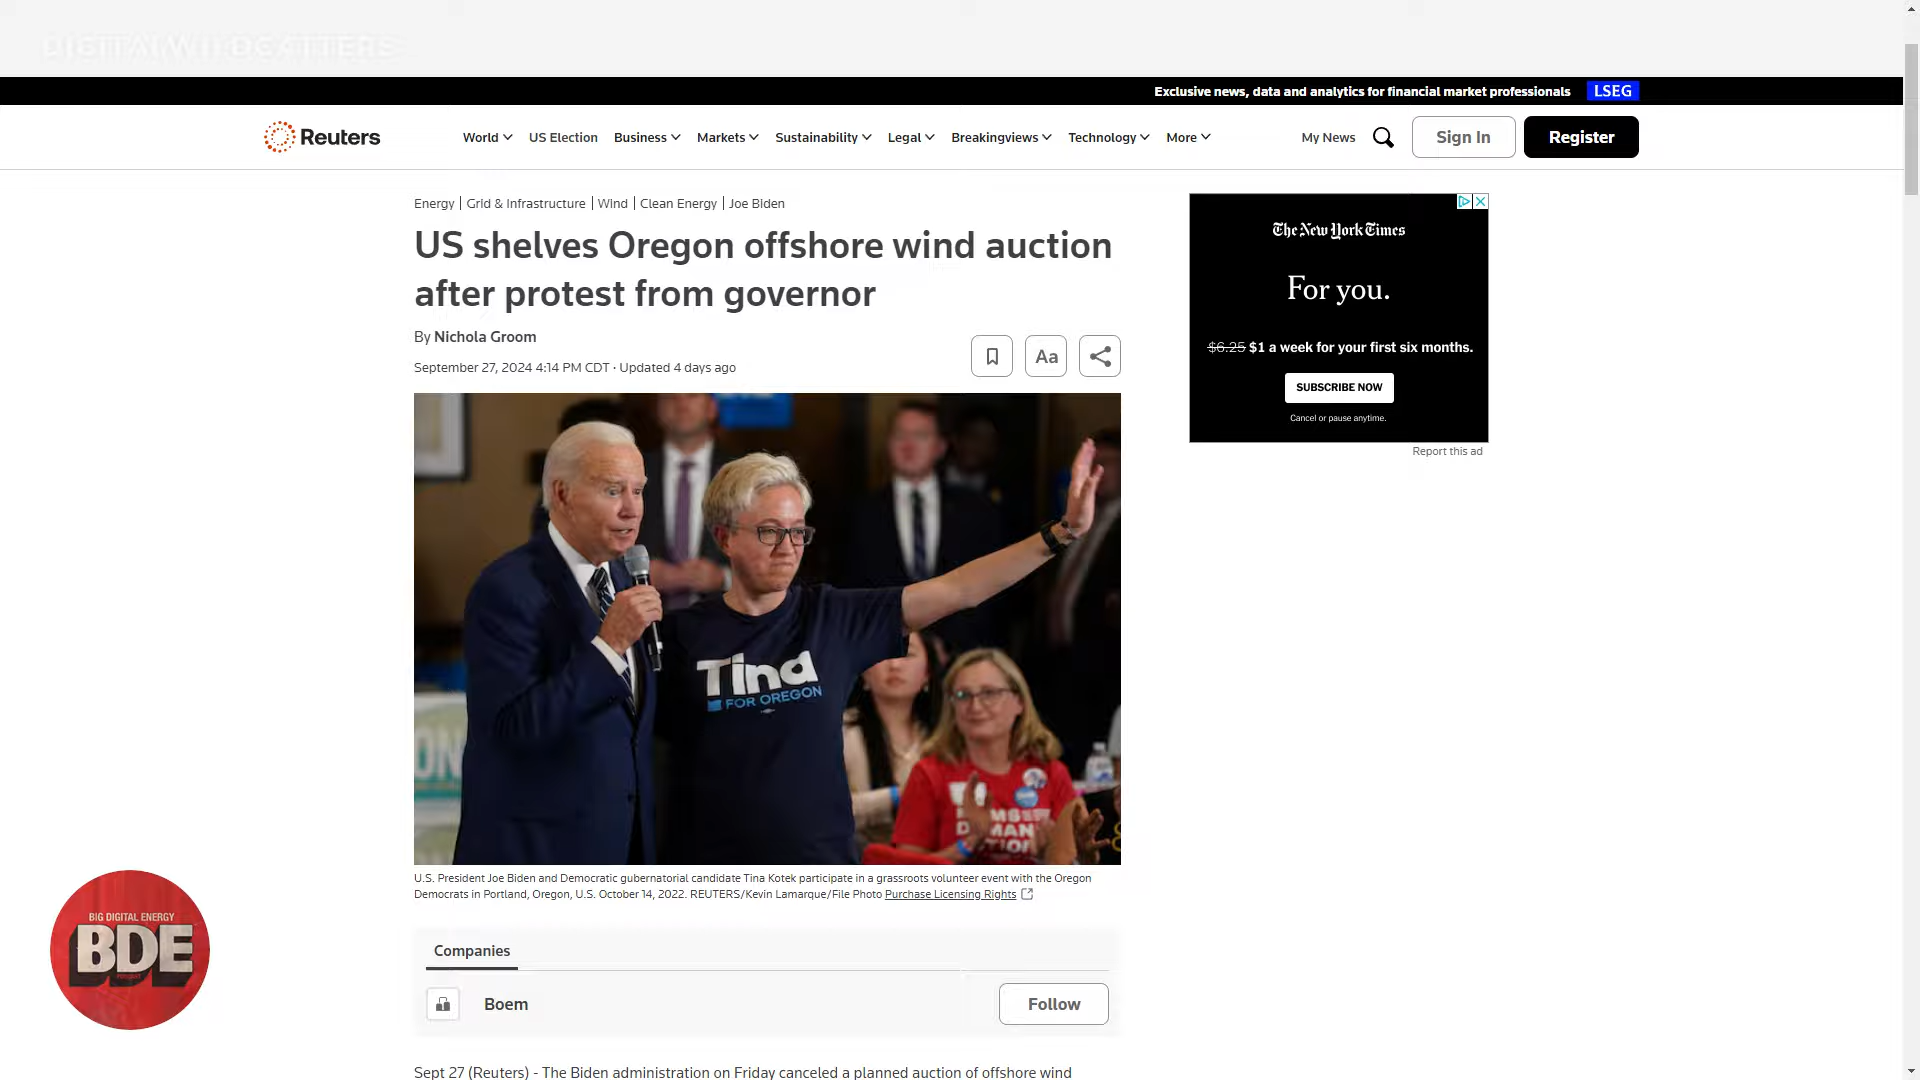 DIGITAL WILDCATTERS
Exclusive news, data and analytics for financial market professionals LSEG
Reuters World US Election Business Markets Sustainability Legal Breakingviews Technology More My News Sign In Register
Energy | Grid & Infrastructure | Wind | Clean Energy | Joe Biden
US shelves Oregon offshore wind auction
after protest from governor
By Nichola Groom
September 27, 2024 4:14 PM CDT · Updated 4 days ago
Aa
The New York Times
For you.
$6.25 $1 a week for your first six months.
SUBSCRIBE NOW
Cancel or pause anytime.
Report this ad
Tina
FOR OREGON
U.S. President Joe Biden and Democratic gubernatorial candidate Tina Kotek participate in a grassroots volunteer event with the Oregon
Democrats in Portland, Oregon, U.S. October 14, 2022. REUTERS/Kevin Lamarque/File Photo Purchase Licensing Rights
BIG DIGITAL ENERGY
BDE
Companies
Boem Follow
Sept 27 (Reuters) - The Biden administration on Friday canceled a planned auction of offshore wind